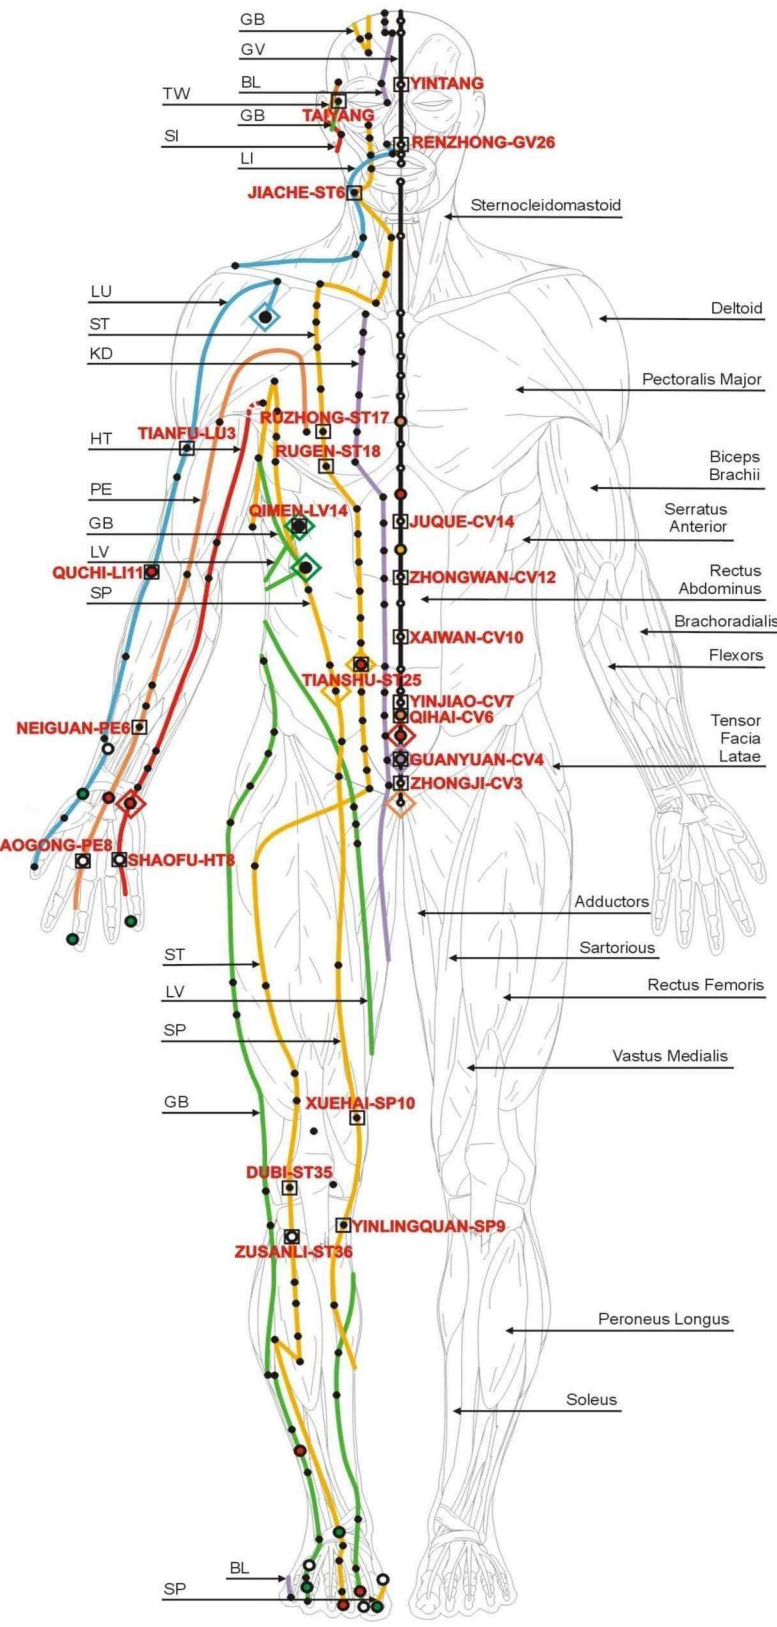 GB
GV
YINTANG
BL
TW
TAIYANG
GB
SI
RENZHONG-GV26
LI
JIACHE-ST6
Sternocleidomastoid
LU
Deltoid
ST
KD
Pectoralis Major
RUZHONG-ST17
TIANFU-LU3
HT
RUGEN-ST18
Biceps
Brachii
PE
QIMEN-LV14
Serratus
Anterior
JUQUE-CV14
GB
LV
QUCHI-LI11
ZHONGWAN-CV12
Rectus
Abdominus
SP
Brachoradialis
XAIWAN-CV10
Flexors
TIANSHU-ST25
YINJIAO-CV7
QIHAI-CV6
NEIGUAN-PE6
Tensor
Facia
Latae
GUANYUAN-CV4
ZHONGJI-CV3
AOGONG-PE8
SHAOFU-HT8
Adductors
ST
Sartorious
LV
Rectus Femoris
SP
Vastus Medialis
GB
XUEHAI-SP10
DUBI-ST35
YINLINGQUAN-SP9
ZUSANLI-ST36
Peroneus Longus
Soleus
BL
SP